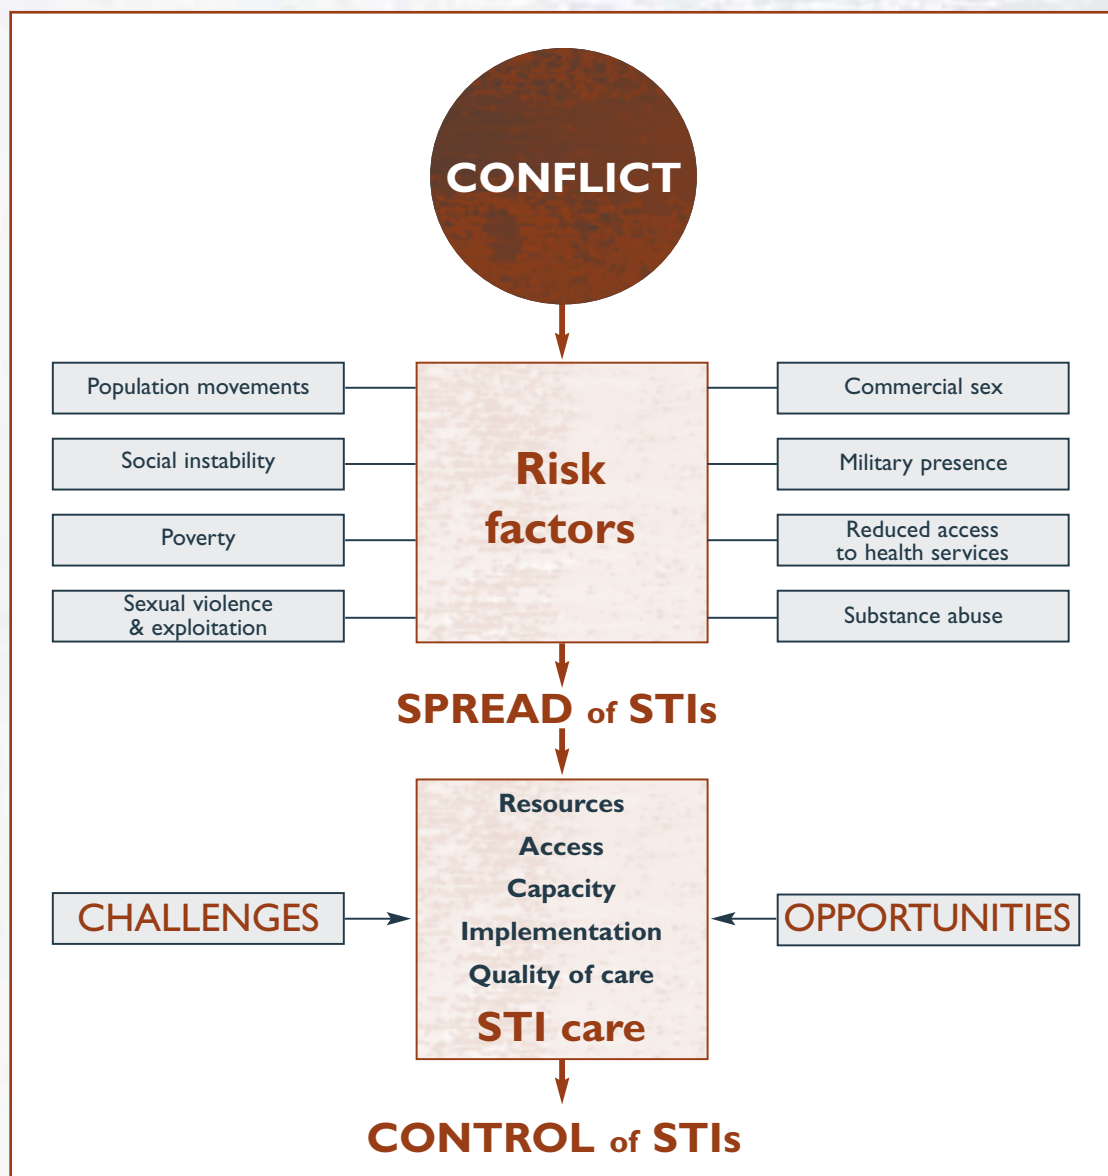 CONFLICT
Population movements
Social instability
Poverty
Sexual violence
& exploitation
Risk
factors
Commercial sex
Military presence
Reduced access
to health services
Substance abuse
SPREAD of STIs
CHALLENGES
Resources
Access
Capacity
Implementation
Quality of care
STI care
OPPORTUNITIES
CONTROL of STIs